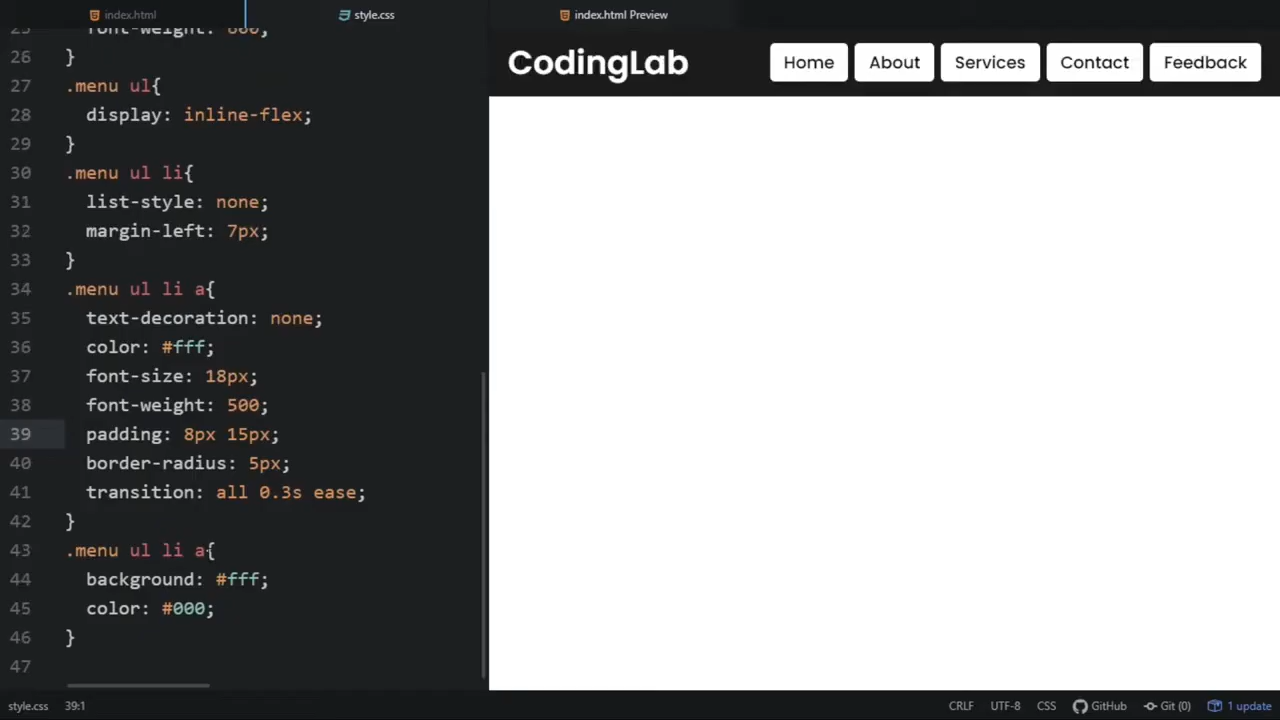 index.html
style.css
index.html Preview
25 font-weight: 600;
26 }
27 .menu ul{
28 display: inline-flex;
29 }
30 .menu ul li{
31 list-style: none;
32 margin-left: 7px;
33 }
34 .menu ul li a{
35 text-decoration: none;
36 color: #fff;
37 font-size: 18px;
38 font-weight: 500;
39 padding: 8px 15px;
40 border-radius: 5px;
41 transition: all 0.3s ease;
42 }
43 .menu ul li a{
44 background: #fff;
45 color: #000;
46 }
47
CodingLab
Home
About
Services
Contact
Feedback
style.css 39:1
CRLF UTF-8 CSS GitHub Git (0) 1 update